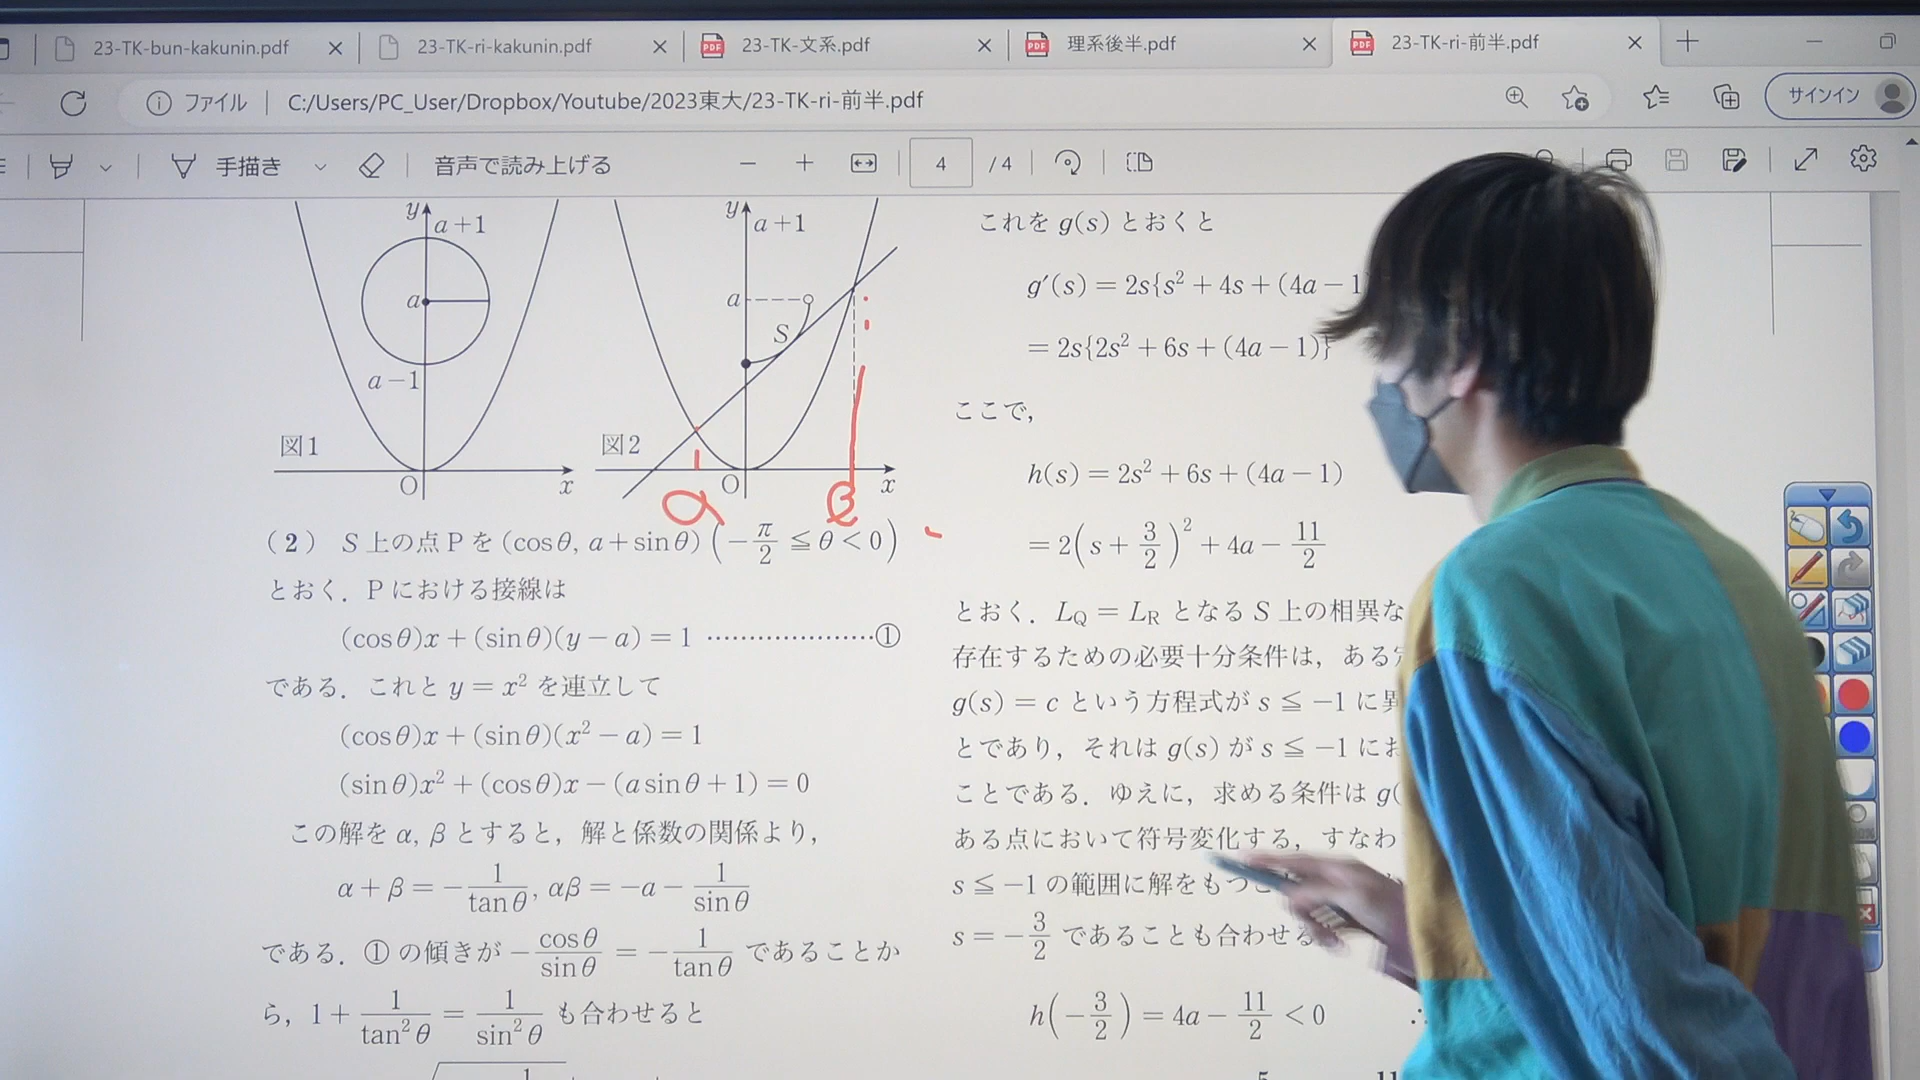 23-TK-bun-kakunin.pdf
23-TK-ri-kakunin.pdf
PDF 23-TK-文系.pdf
PDF 理系後半.pdf
PDF 23-TK-ri-前半.pdf
ファイル C:/Users/PC_User/Dropbox/Youtube/2023東大/23-TK-ri-前半.pdf
サインイン
手描き 音声で読み上げる 4 / 4
y a+1
a
a-1
図1
O x
y a+1
a
S
図2
O x
α β
(2) S上の点Pを (cosθ, a+sinθ) (-π/2 ≦ θ < 0)
とおく．Pにおける接線は
(cosθ)x+(sinθ)(y-a)=1 …………………①
である．これと y=x² を連立して
(cosθ)x+(sinθ)(x²-a)=1
(sinθ)x²+(cosθ)x-(a sinθ+1)=0
この解を α, β とすると，解と係数の関係より，
α+β=-1/tanθ, αβ=-a-1/sinθ
である．①の傾きが -cosθ/sinθ = -1/tanθ であることか
ら，1+1/tan²θ = 1/sin²θ も合わせると
これを g(s) とおくと
g′(s)=2s{s²+4s+(4a-1
=2s{2s²+6s+(4a-1)}
ここで，
h(s)=2s²+6s+(4a-1)
=2(s+3/2)²+4a-11/2
とおく．L_Q=L_R となる S 上の相異な
存在するための必要十分条件は，ある
g(s)=c という方程式が s≦-1 に異
とであり，それは g(s) が s≦-1 にお
ことである．ゆえに，求める条件は g(
ある点において符号変化する，すなわ
s≦-1 の範囲に解をもつこ
s=-3/2 であることも合わせる
h(-3/2)=4a-11/2<0 ∴
5 11